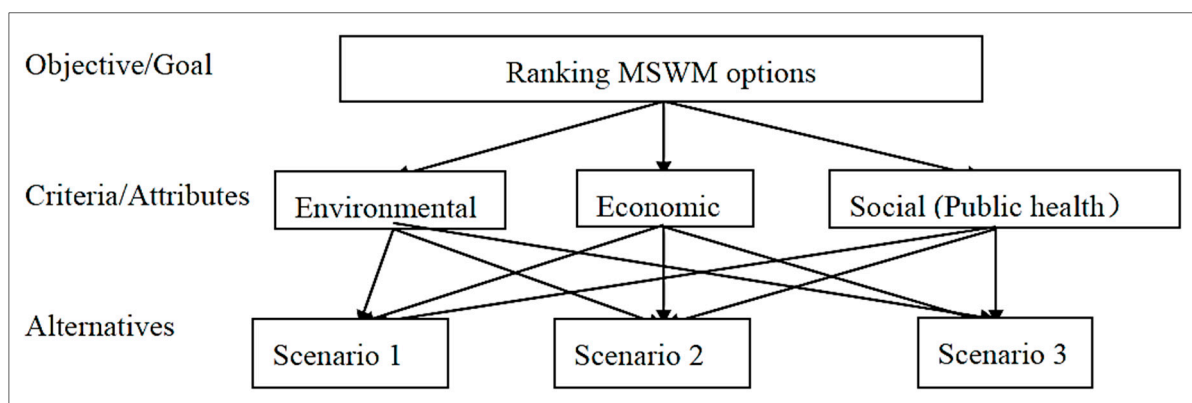 Objective/Goal
Ranking MSWM options
Criteria/Attributes
Environmental
Economic
Social (Public health）
Alternatives
Scenario 1
Scenario 2
Scenario 3